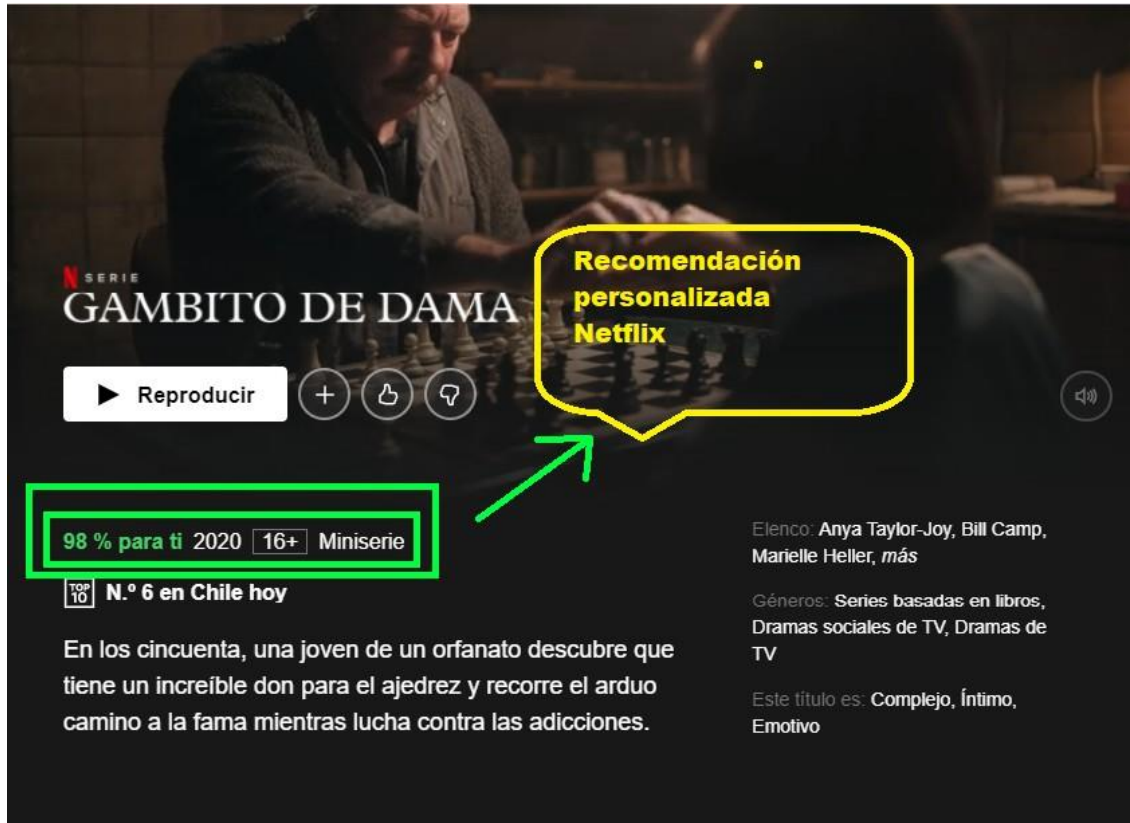 Recomendación
personalizada
Netflix
N SERIE
GAMBITO DE DAMA
Reproducir
98 % para ti 2020 16+ Miniserie
TOP 10 N.º 6 en Chile hoy
En los cincuenta, una joven de un orfanato descubre que
tiene un increíble don para el ajedrez y recorre el arduo
camino a la fama mientras lucha contra las adicciones.
Elenco: Anya Taylor-Joy, Bill Camp,
Marielle Heller, más
Géneros: Series basadas en libros,
Dramas sociales de TV, Dramas de
TV
Este título es: Complejo, Íntimo,
Emotivo